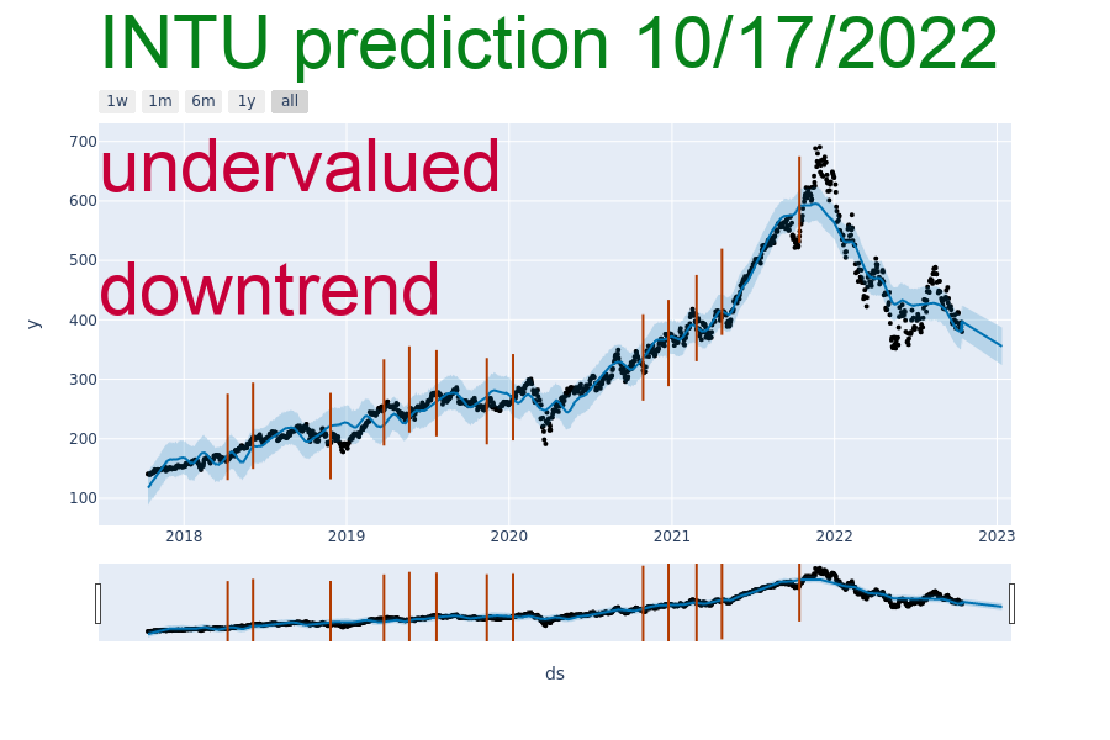 INTU prediction 10/17/2022
1w 1m 6m 1y all
700
undervalued
600
500
downtrend
400
y
300
200
100
2018 2019 2020 2021 2022 2023
ds